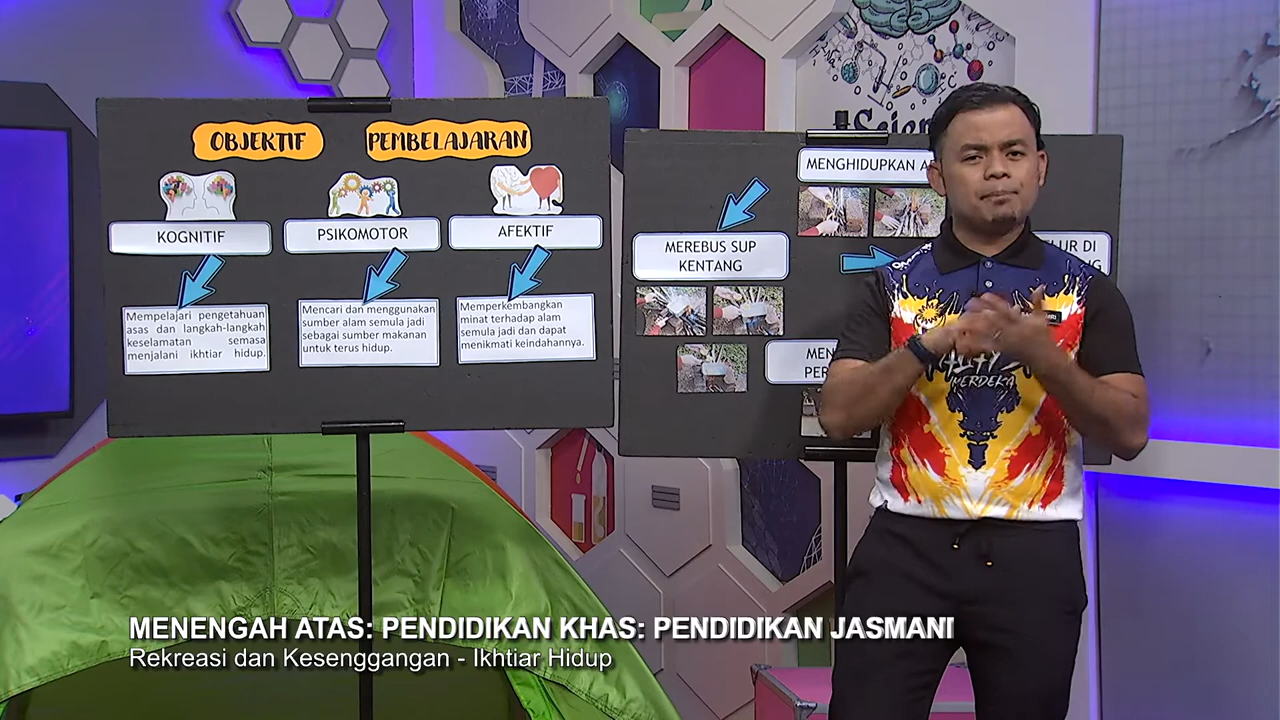 OBJEKTIF PEMBELAJARAN
KOGNITIF
PSIKOMOTOR
AFEKTIF
Mempelajari pengetahuan
asas dan langkah-langkah
keselamatan semasa
menjalani ikhtiar hidup.
Mencari dan menggunakan
sumber alam semula jadi
sebagai sumber makanan
untuk terus hidup.
Memperkembangkan
minat terhadap alam
semula jadi dan dapat
menikmati keindahannya.
MENGHIDUPKAN
MEREBUS SUP
KENTANG
DI
MERDEKA
MENENGAH ATAS: PENDIDIKAN KHAS: PENDIDIKAN JASMANI
Rekreasi dan Kesenggangan - Ikhtiar Hidup